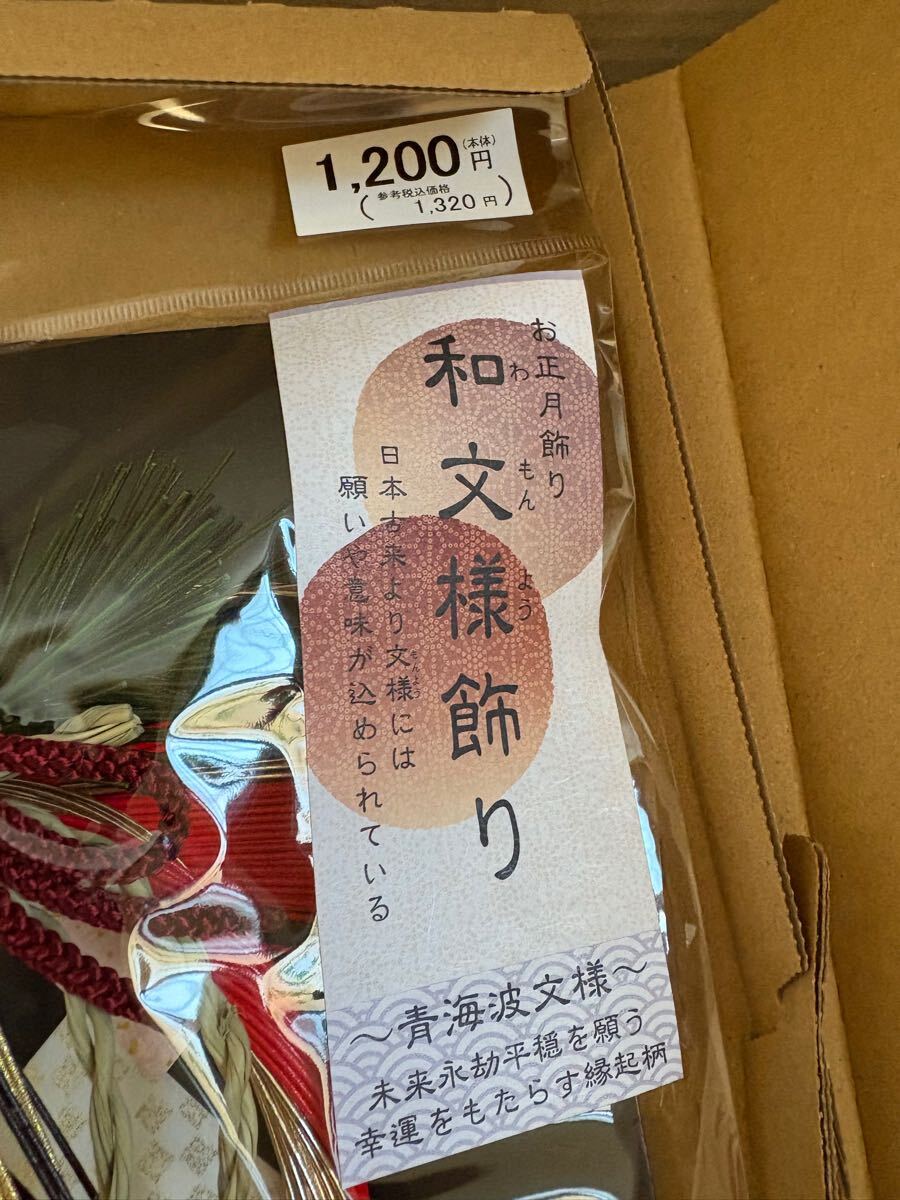 1,200円(本体)
(参考税込価格
1,320円)
お正月飾り
和文様飾り
わもんよう
日本古来より文様には
もんよう
願いや意味が込められている
〜青海波文様〜
未来永劫平穏を願う
幸運をもたらす縁起柄